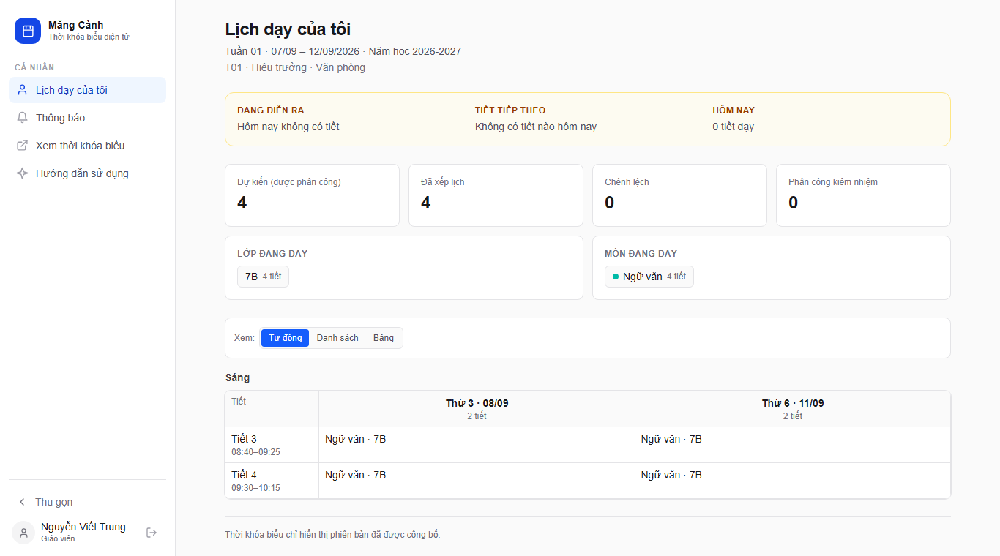 Măng Cành
Thời khóa biểu điện tử
CÁ NHÂN
Lịch dạy của tôi
Thông báo
Xem thời khóa biểu
Hướng dẫn sử dụng
Thu gọn
Nguyễn Viết Trung
Giáo viên
Lịch dạy của tôi
Tuần 01 · 07/09 – 12/09/2026 · Năm học 2026-2027
T01 · Hiệu trưởng · Văn phòng
ĐANG DIỄN RA
Hôm nay không có tiết
TIẾT TIẾP THEO
Không có tiết nào hôm nay
HÔM NAY
0 tiết dạy
Dự kiến (được phân công)
4
Đã xếp lịch
4
Chênh lệch
0
Phân công kiêm nhiệm
0
LỚP ĐANG DẠY
7B 4 tiết
MÔN ĐANG DẠY
Ngữ văn 4 tiết
Xem: Tự động Danh sách Bảng
Sáng
Tiết
Thứ 3 · 08/09
2 tiết
Thứ 6 · 11/09
2 tiết
Tiết 3
08:40–09:25
Ngữ văn · 7B
Ngữ văn · 7B
Tiết 4
09:30–10:15
Ngữ văn · 7B
Ngữ văn · 7B
Thời khóa biểu chỉ hiển thị phiên bản đã được công bố.